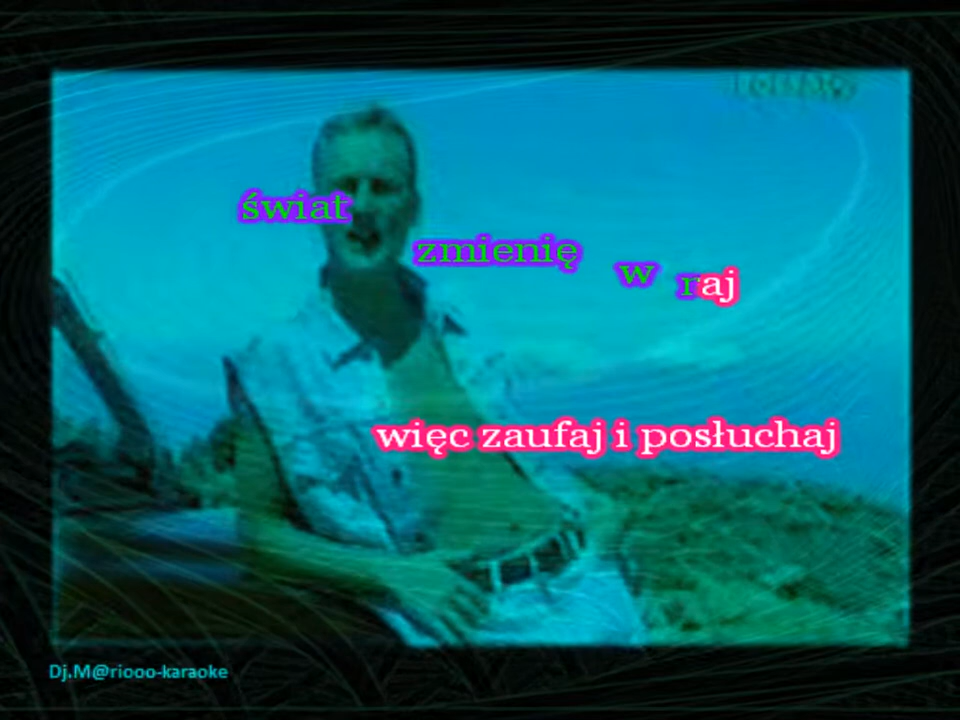 świat zmienię w raj
więc zaufaj i posłuchaj
Dj.M@riooo-karaoke